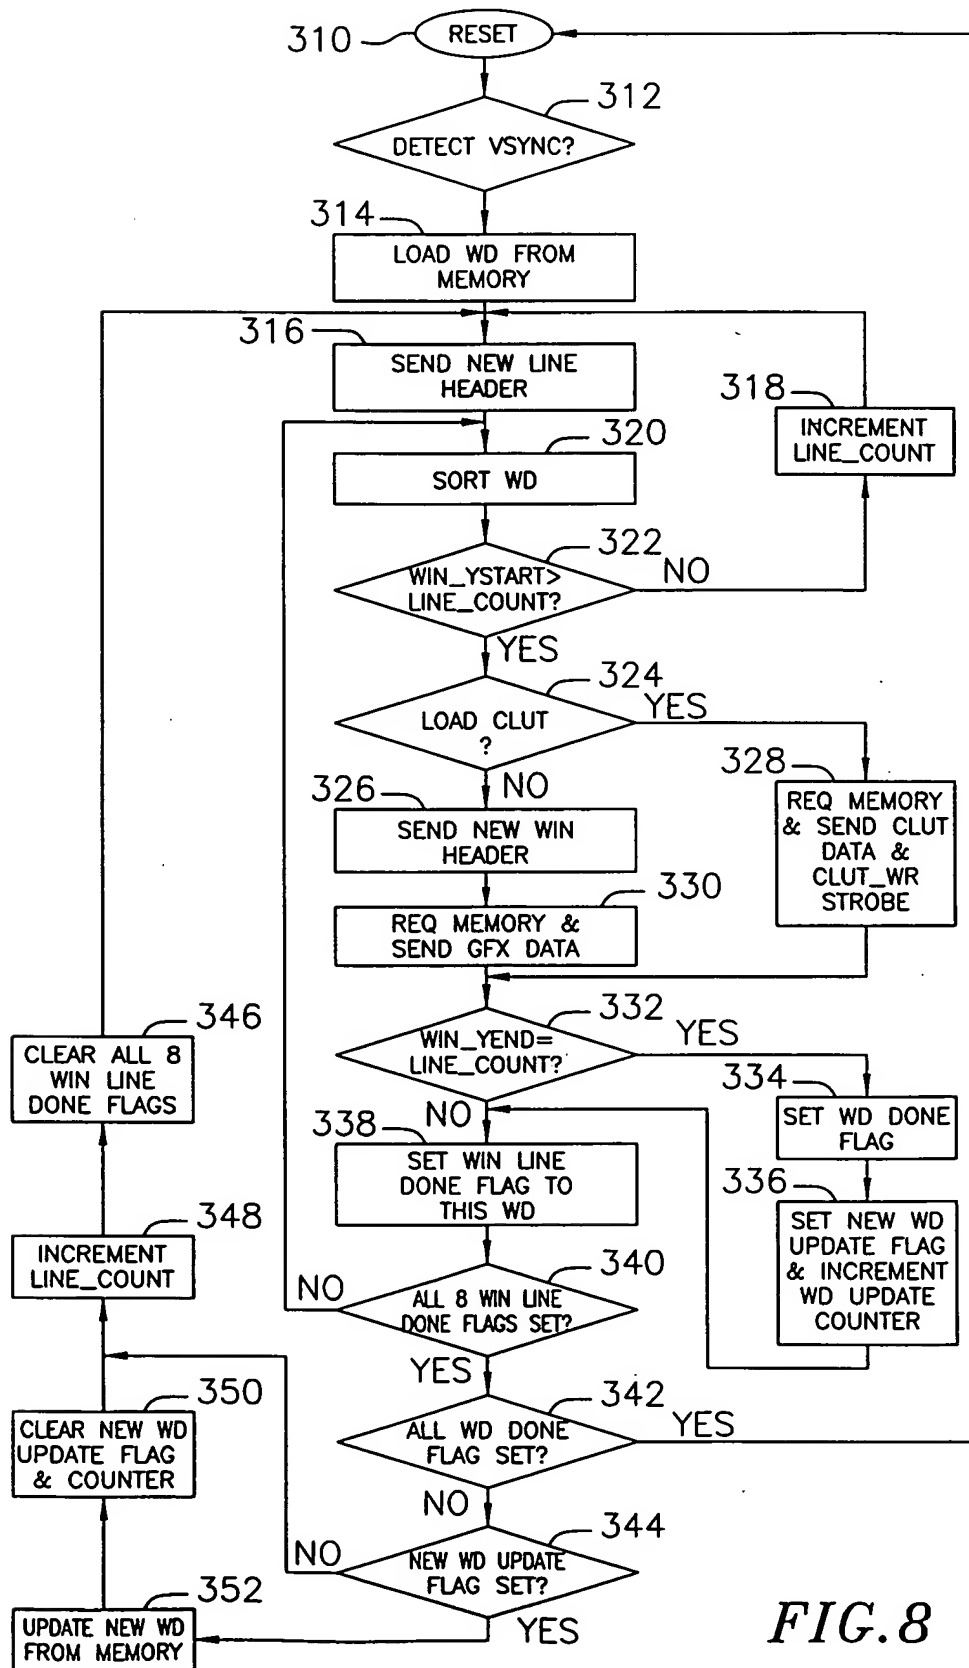 310
RESET
312
DETECT VSYNC?
314
LOAD WD FROM
MEMORY
316
SEND NEW LINE
HEADER
318
INCREMENT
LINE_COUNT
320
SORT WD
322
WIN_YSTART>
LINE_COUNT?
NO
YES
324
LOAD CLUT
?
YES
NO
326
SEND NEW WIN
HEADER
328
REQ MEMORY
& SEND CLUT
DATA &
CLUT_WR
STROBE
330
REQ MEMORY &
SEND GFX DATA
332
WIN_YEND=
LINE_COUNT?
YES
NO
334
SET WD DONE
FLAG
336
SET NEW WD
UPDATE FLAG
& INCREMENT
WD UPDATE
COUNTER
338
SET WIN LINE
DONE FLAG TO
THIS WD
340
ALL 8 WIN LINE
DONE FLAGS SET?
NO
YES
342
ALL WD DONE
FLAG SET?
YES
NO
344
NEW WD UPDATE
FLAG SET?
NO
YES
346
CLEAR ALL 8
WIN LINE
DONE FLAGS
348
INCREMENT
LINE_COUNT
350
CLEAR NEW WD
UPDATE FLAG
& COUNTER
352
UPDATE NEW WD
FROM MEMORY
FIG.8